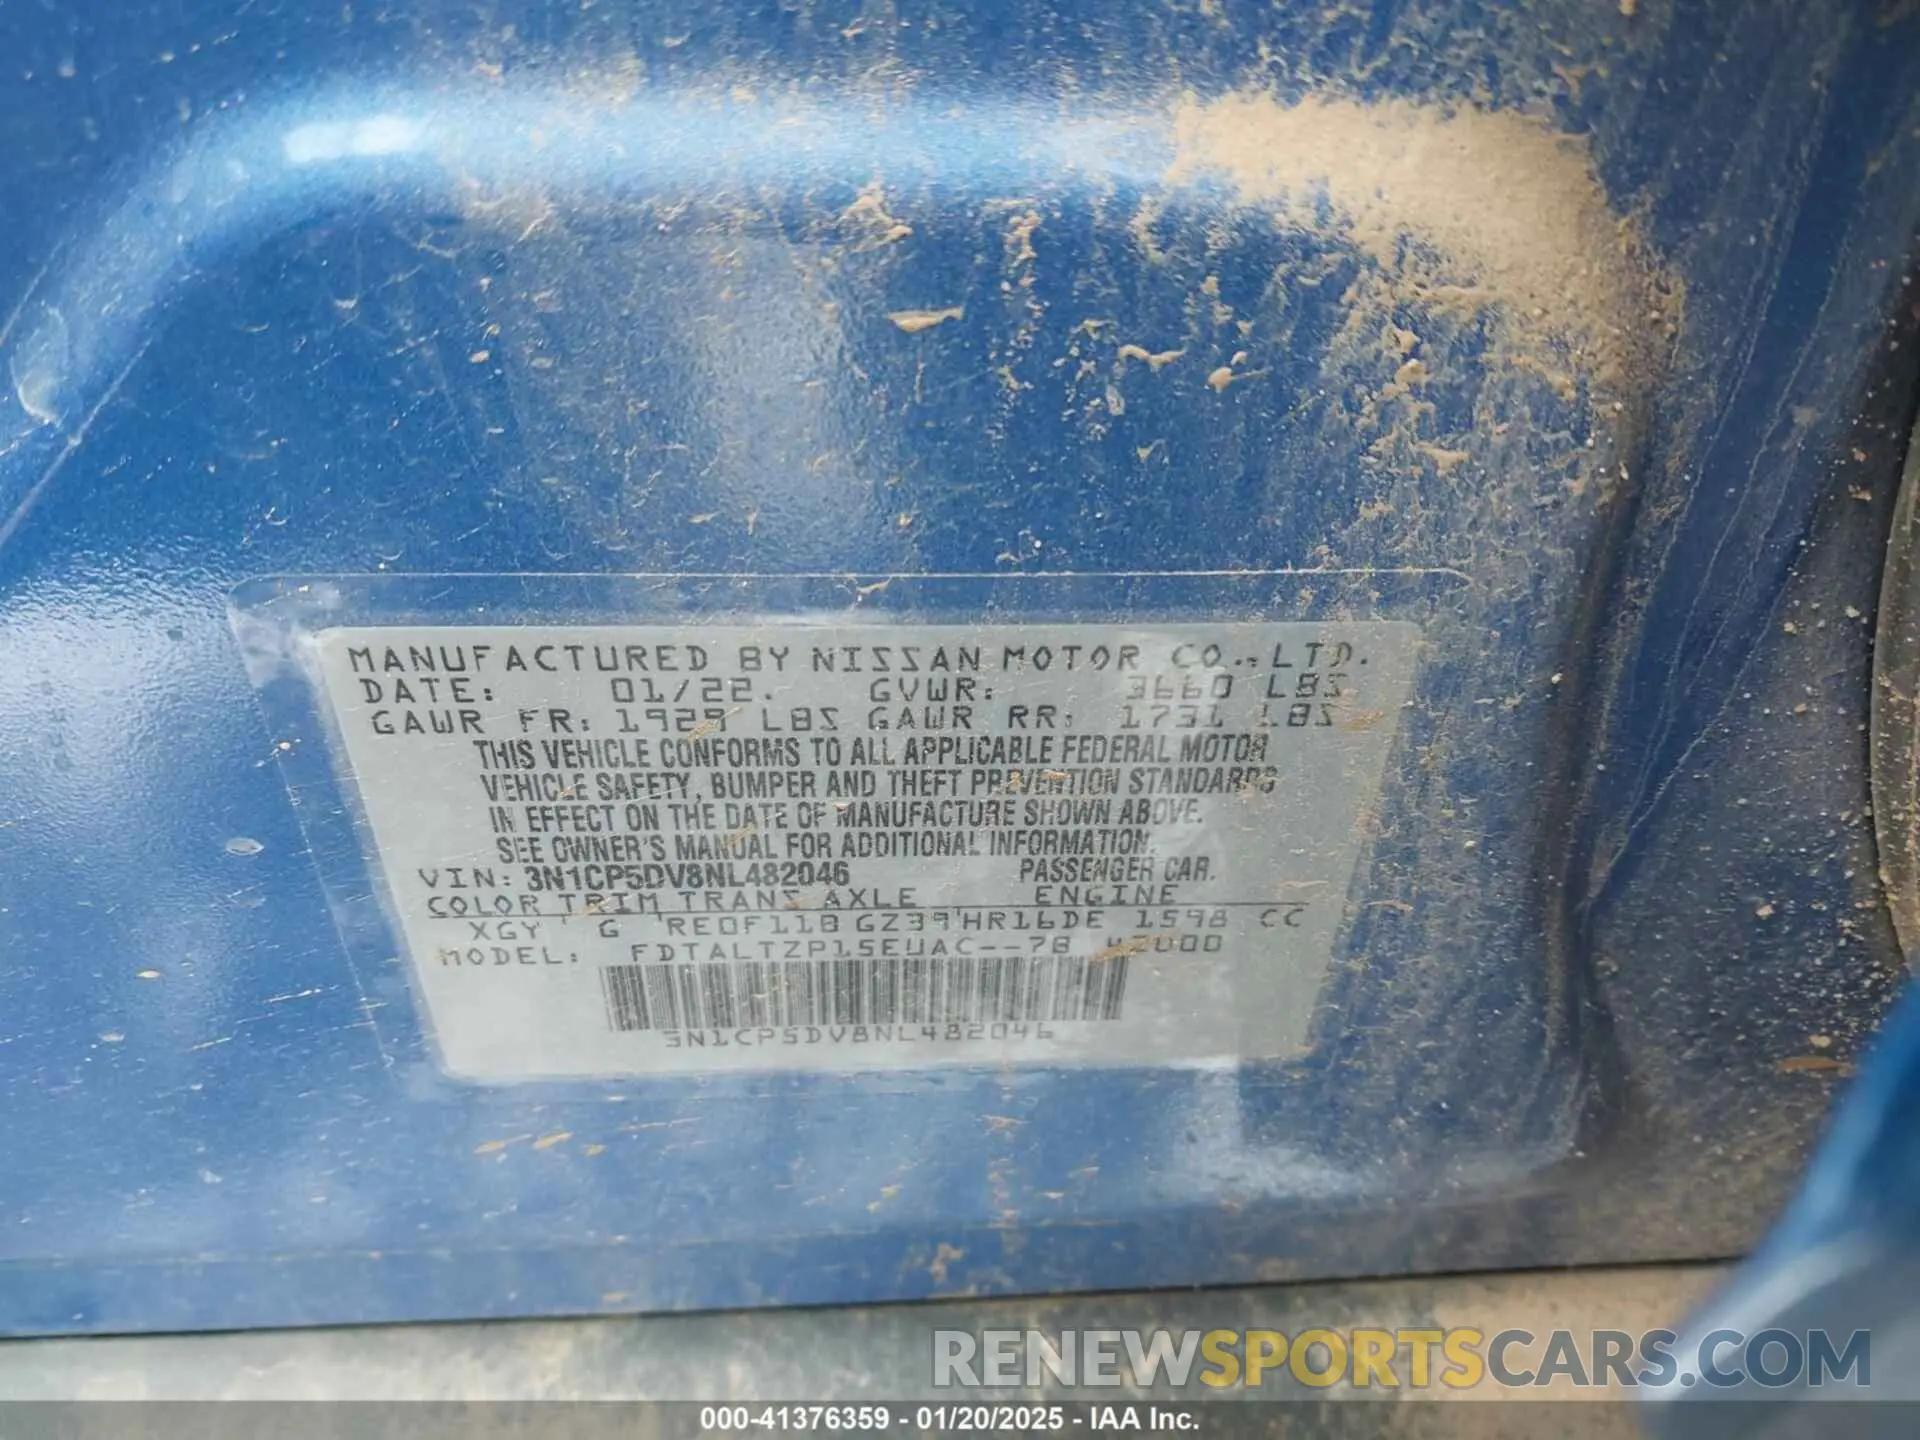 MANUFACTURED BY NISSAN MOTOR CO., LTD.
DATE: 01/22. GVWR: 3660 LBS
GAWR FR: 1929 LBS GAWR RR: 1731 LBS
THIS VEHICLE CONFORMS TO ALL APPLICABLE FEDERAL MOTOR
VEHICLE SAFETY, BUMPER AND THEFT PREVENTION STANDARDS
IN EFFECT ON THE DATE OF MANUFACTURE SHOWN ABOVE.
SEE OWNER'S MANUAL FOR ADDITIONAL INFORMATION.
VIN: 3N1CP5DV8NL482046 PASSENGER CAR.
COLOR TRIM TRANS AXLE ENGINE
XGY G RE0F11B GZ39 HR16DE 1598 CC
MODEL: FDTALTZP15EUAC--78 42000
3N1CP5DV8NL482046
RENEWSPORTSCARS.COM
000-41376359 - 01/20/2025 - IAA Inc.